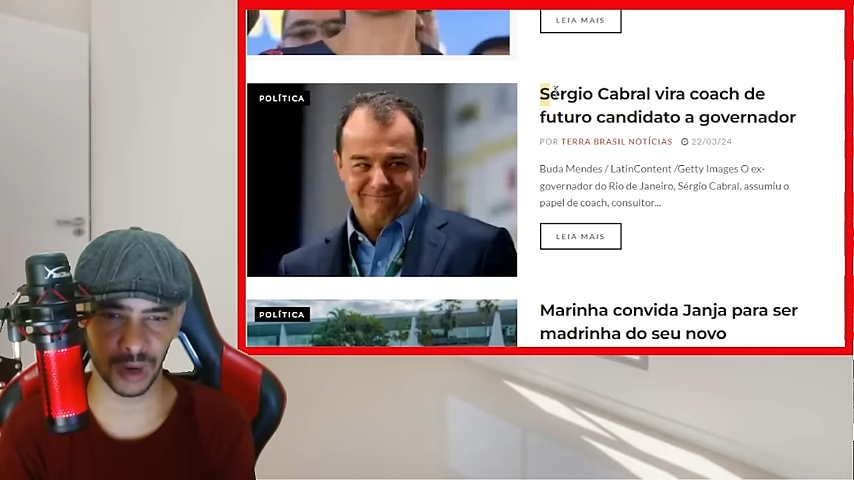 LEIA MAIS
POLÍTICA
Sérgio Cabral vira coach de
futuro candidato a governador
POR TERRA BRASIL NOTÍCIAS 22/03/24
Buda Mendes / LatinContent /Getty Images O ex-
governador do Rio de Janeiro, Sérgio Cabral, assumiu o
papel de coach, consultor...
LEIA MAIS
POLÍTICA
Marinha convida Janja para ser
madrinha do seu novo